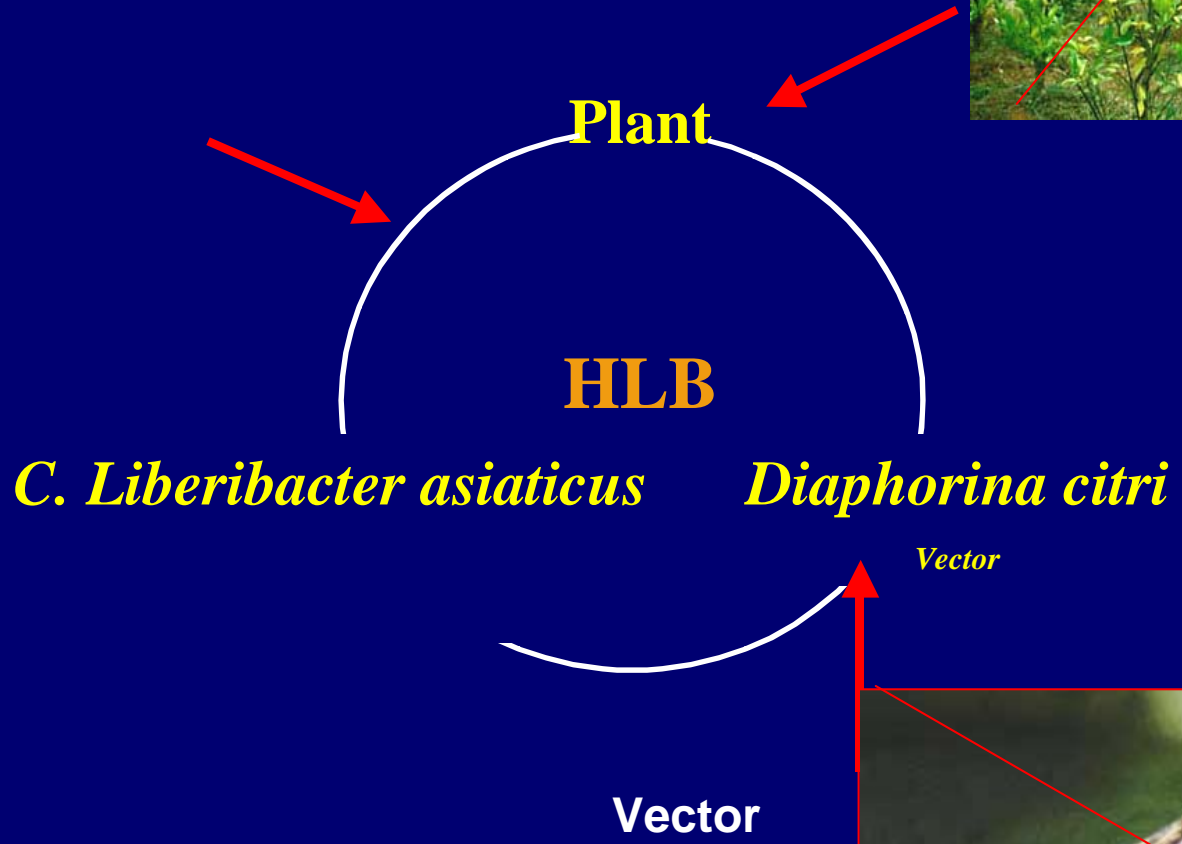 Plant
HLB
C. Liberibacter asiaticus
Diaphorina citri
Vector
Vector